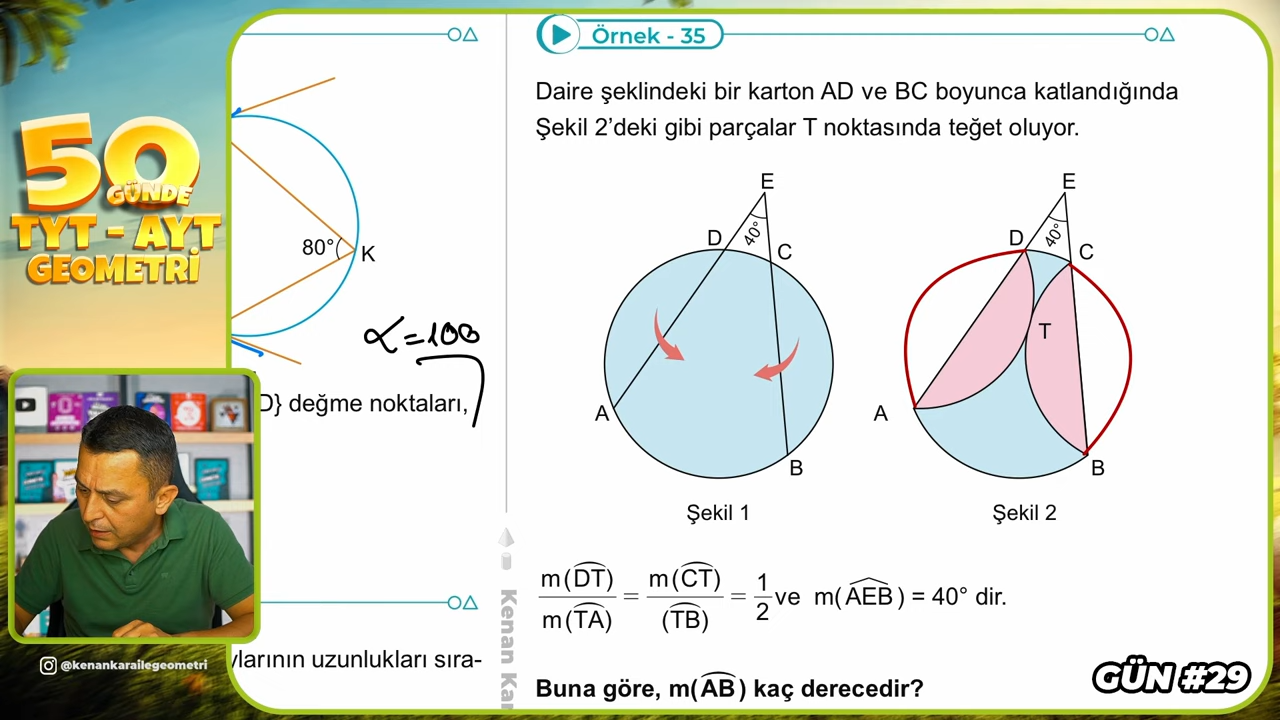 50
GÜNDE
TYT - AYT
GEOMETRİ
80°
K
α = 100
D} değme noktaları,
ylarının uzunlukları sıra-
@kenankarailegeometri
Örnek - 35
Daire şeklindeki bir karton AD ve BC boyunca katlandığında
Şekil 2’deki gibi parçalar T noktasında teğet oluyor.
E
40°
D
C
A
B
Şekil 1
E
40°
D
C
T
A
B
Şekil 2
m(DT)/m(TA) = m(CT)/(TB) = 1/2 ve m(AEB) = 40° dir.
Buna göre, m(AB) kaç derecedir?
Kenan Kar
GÜN #29